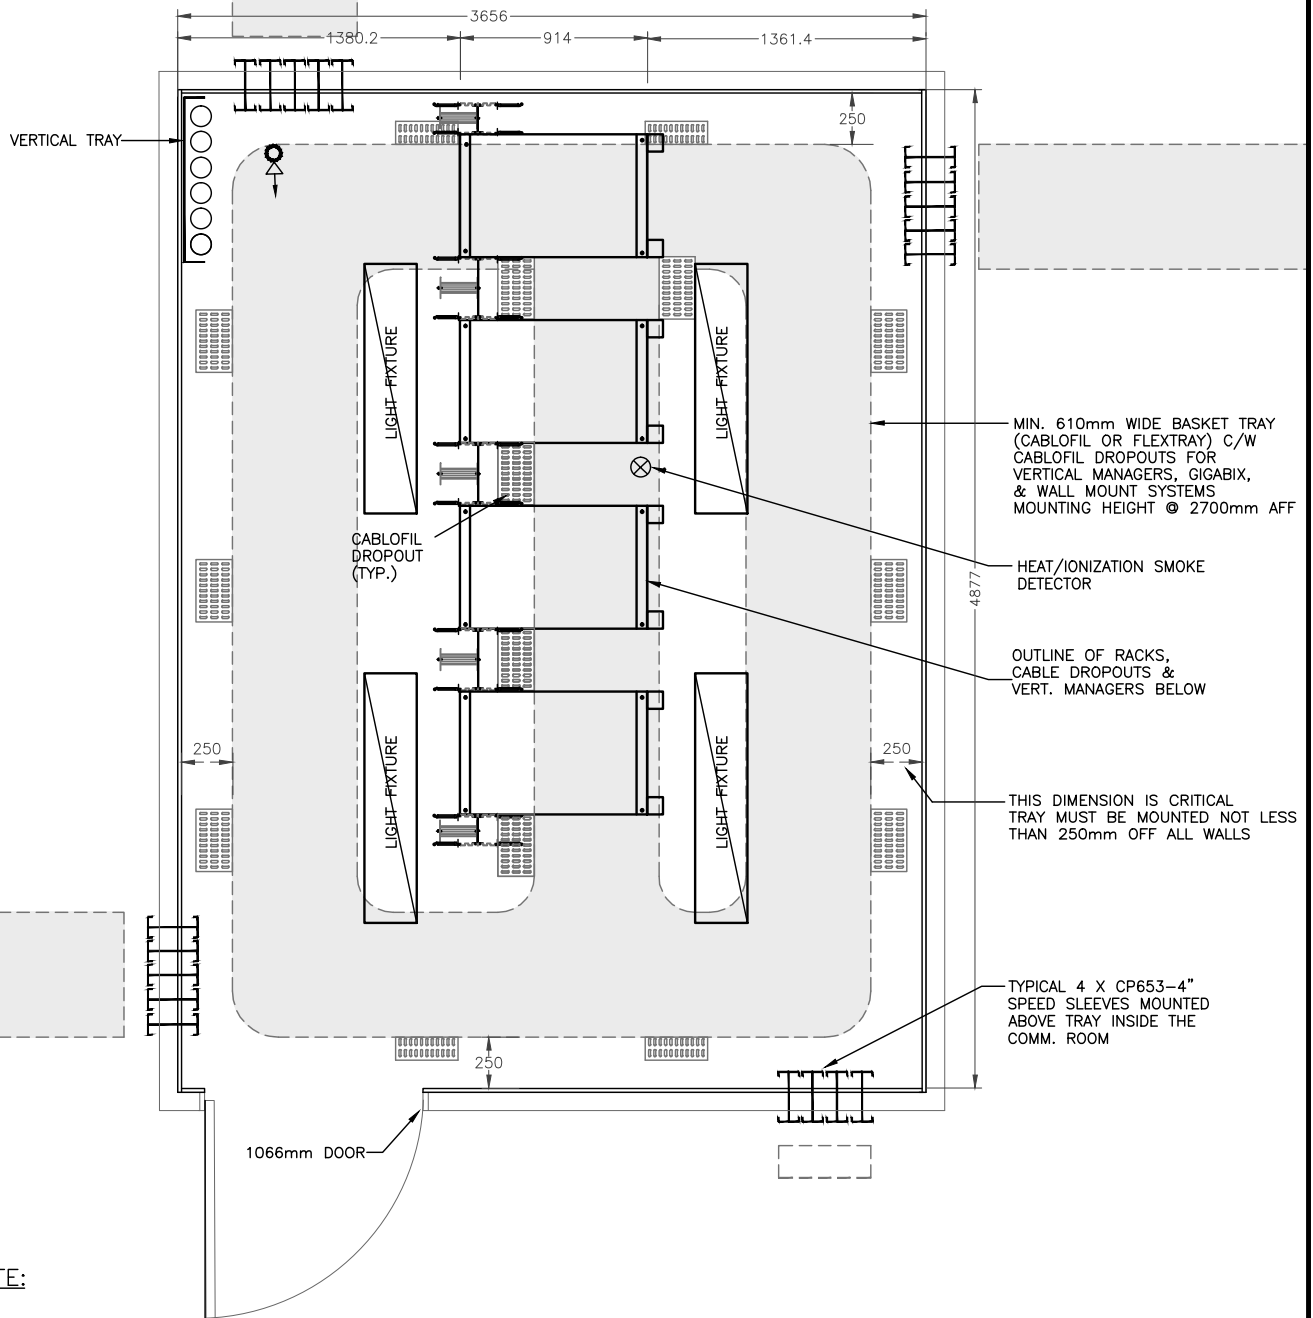 3656
1380.2
914
1361.4
VERTICAL TRAY
250
LIGHT FIXTURE
LIGHT FIXTURE
MIN. 610mm WIDE BASKET TRAY
(CABLOFIL OR FLEXTRAY) C/W
CABLOFIL DROPOUTS FOR
VERTICAL MANAGERS, GIGABIX,
& WALL MOUNT SYSTEMS
MOUNTING HEIGHT @ 2700mm AFF
CABLOFIL
DROPOUT
(TYP.)
HEAT/IONIZATION SMOKE
DETECTOR
4877
OUTLINE OF RACKS,
CABLE DROPOUTS &
VERT. MANAGERS BELOW
250
LIGHT FIXTURE
LIGHT FIXTURE
250
THIS DIMENSION IS CRITICAL
TRAY MUST BE MOUNTED NOT LESS
THAN 250mm OFF ALL WALLS
TYPICAL 4 X CP653-4"
SPEED SLEEVES MOUNTED
ABOVE TRAY INSIDE THE
COMM. ROOM
250
1066mm DOOR
TE: